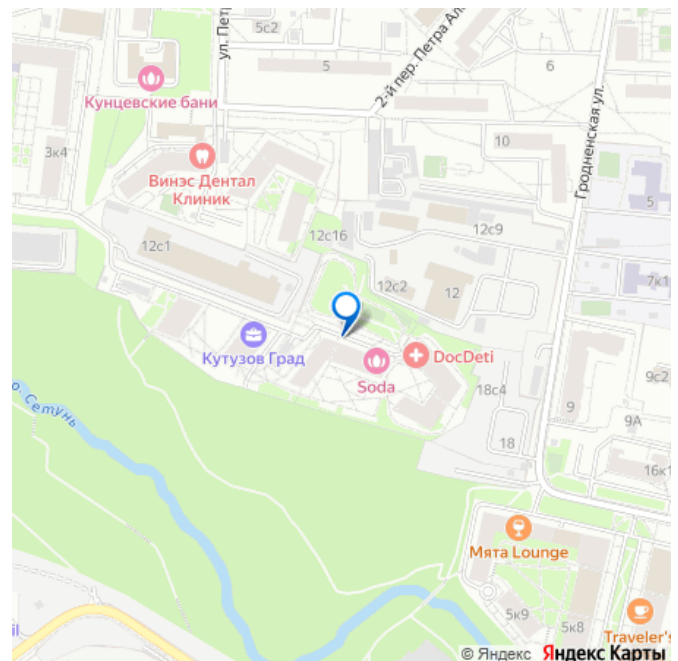 5с2
ул. Петр
5
2-й пер. Петра Ал
6
Кунцевские бани
Гродненская ул.
3к4
10
Винэс Дентал
Клиник
5
12с16
12с9
12с1
7к1
12с2
12
Кутузов Град
DocDeti
Soda
18с4
9с2
9
9А
р. Сетунь
18
16к1
Мята Lounge
5к9
5к8
il
Traveler's
© Яндекс Яндекс Карты